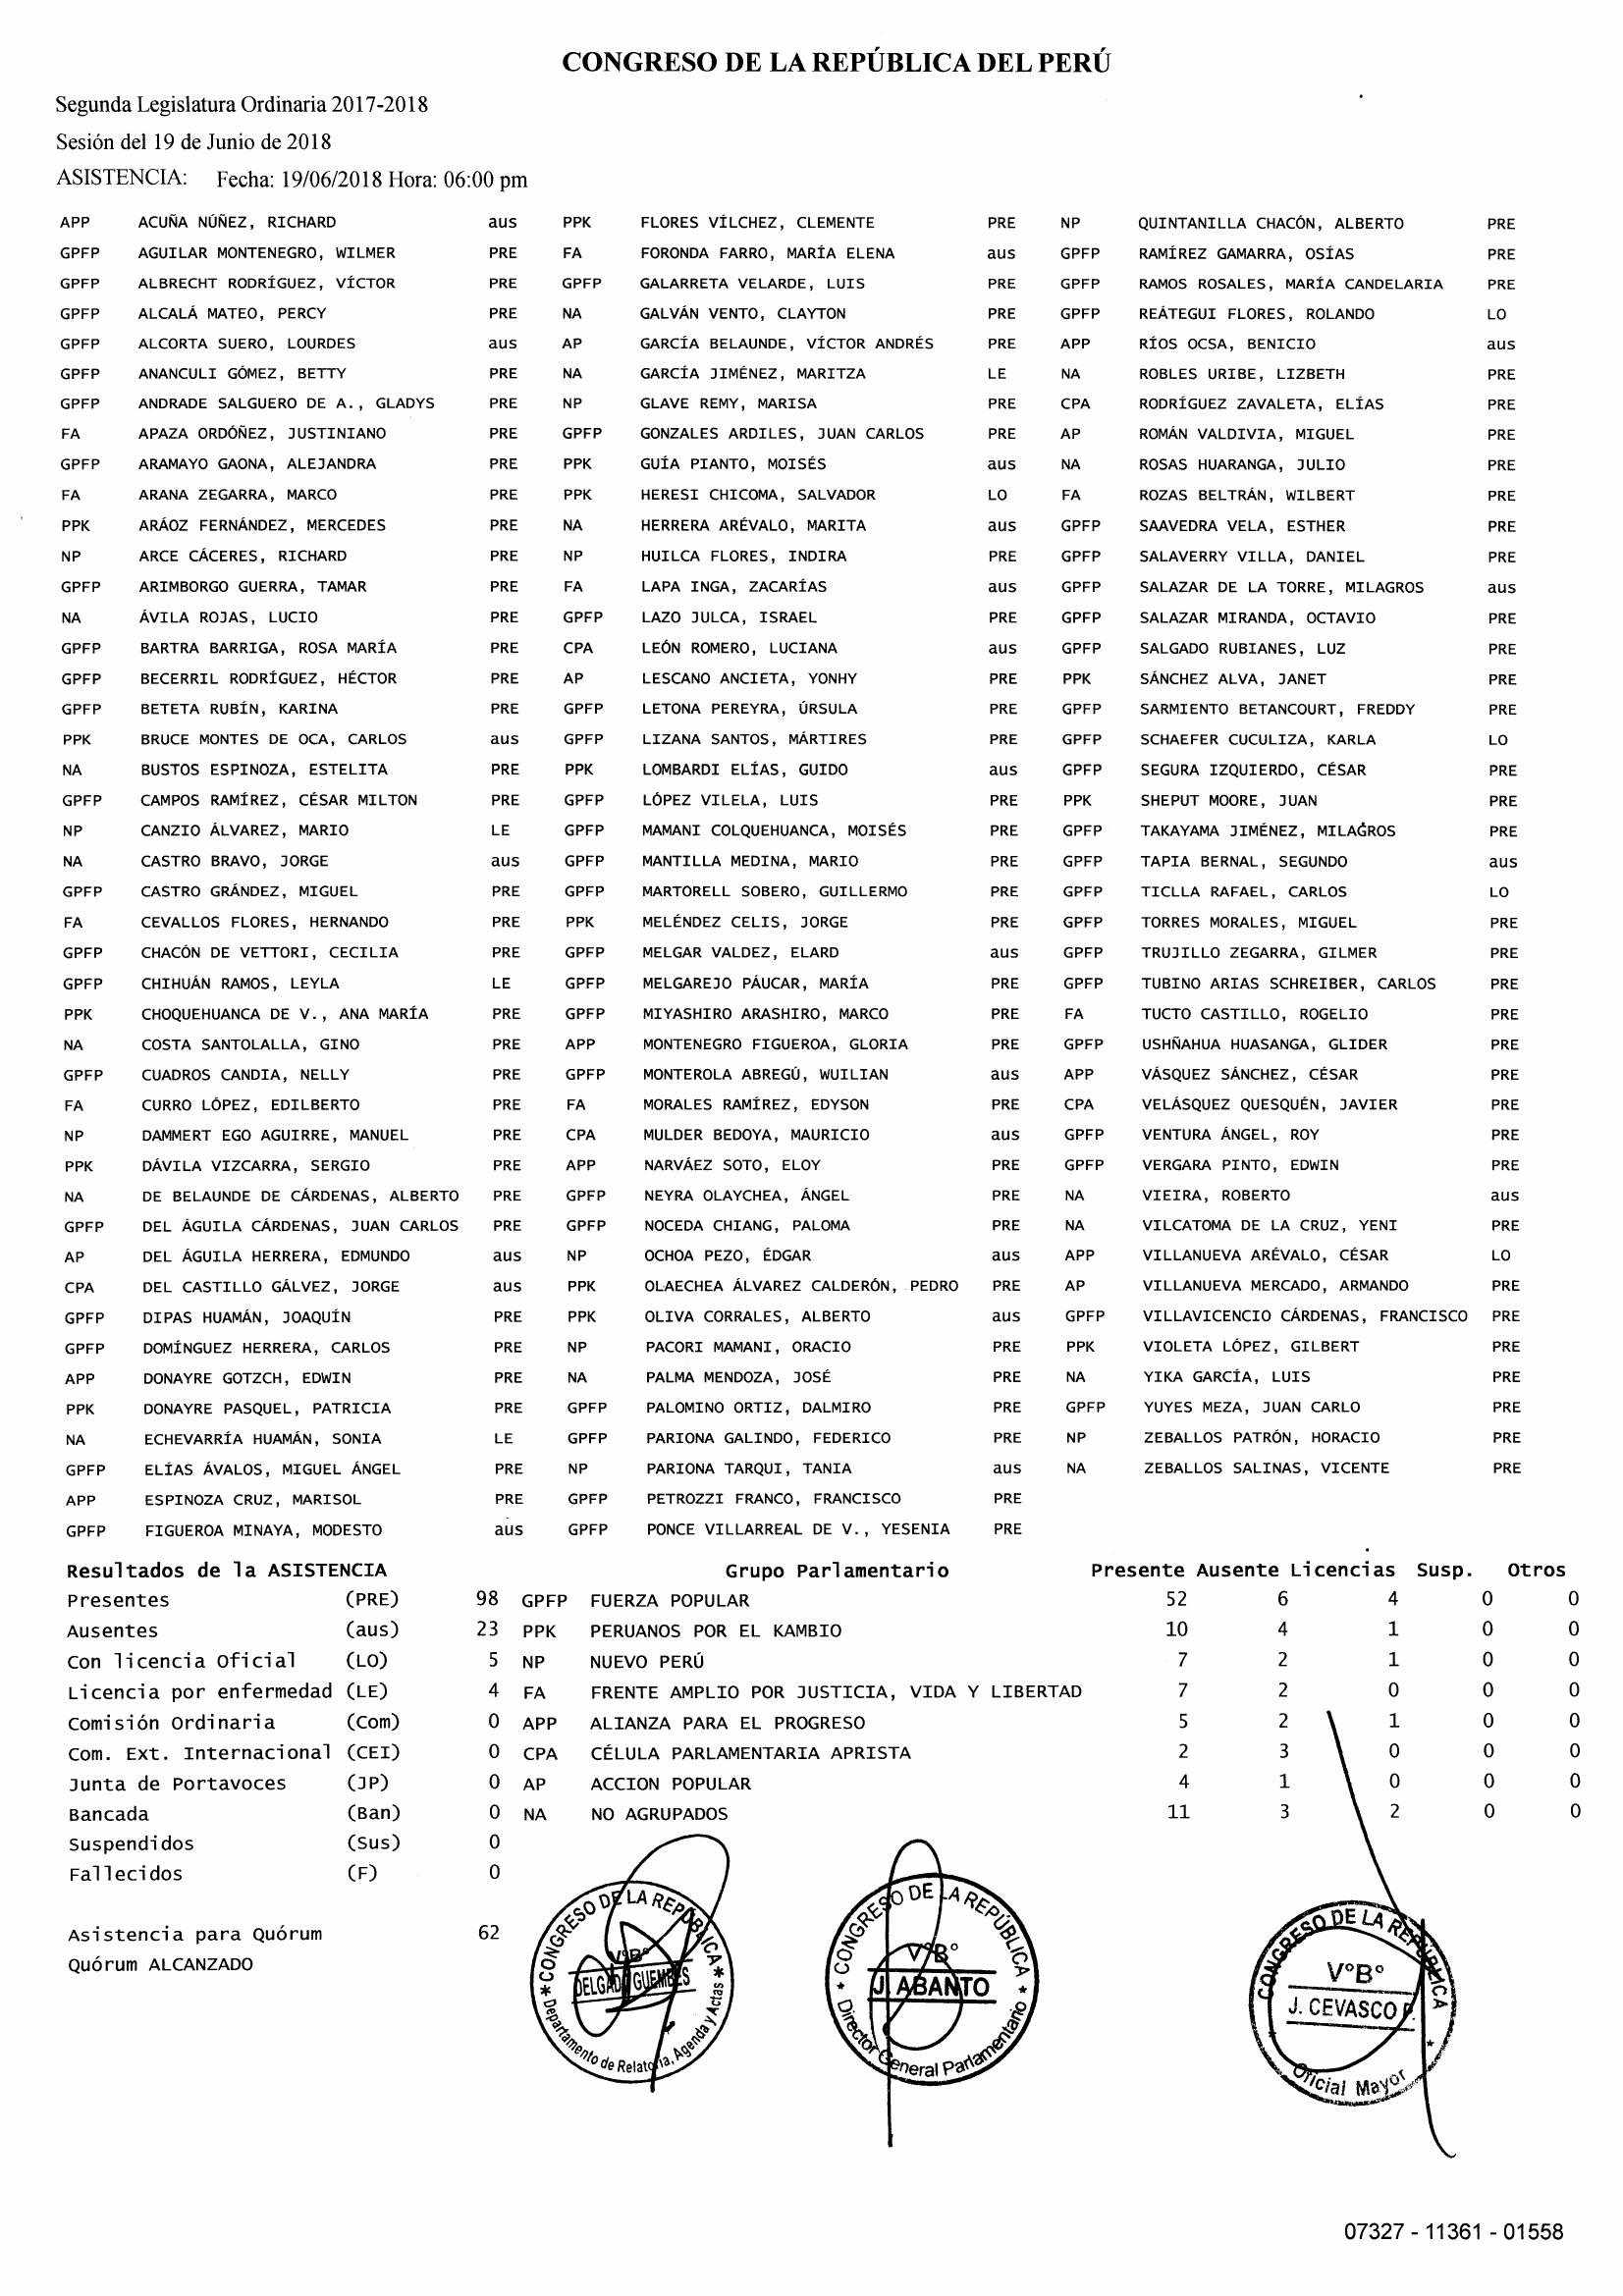 CONGRESO DE LA REPÚBLICA DEL PERÚ
Segunda Legislatura Ordinaria 2017-2018
Sesión del 19 de Junio de 2018
ASISTENCIA: Fecha: 19/06/2018 Hora: 06:00 pm
APP ACUÑA NÚÑEZ, RICHARD aus PPK FLORES VÍLCHEZ, CLEMENTE PRE NP QUINTANILLA CHACÓN, ALBERTO PRE
GPFP AGUILAR MONTENEGRO, WILMER PRE FA FORONDA FARRO, MARÍA ELENA aus GPFP RAMÍREZ GAMARRA, OSÍAS PRE
GPFP ALBRECHT RODRÍGUEZ, VÍCTOR PRE GPFP GALARRETA VELARDE, LUIS PRE GPFP RAMOS ROSALES, MARÍA CANDELARIA PRE
GPFP ALCALÁ MATEO, PERCY PRE NA GALVÁN VENTO, CLAYTON PRE GPFP REÁTEGUI FLORES, ROLANDO LO
GPFP ALCORTA SUERO, LOURDES aus AP GARCÍA BELAUNDE, VÍCTOR ANDRÉS PRE APP RÍOS OCSA, BENICIO aus
GPFP ANANCULI GÓMEZ, BETTY PRE NA GARCÍA JIMÉNEZ, MARITZA LE NA ROBLES URIBE, LIZBETH PRE
GPFP ANDRADE SALGUERO DE A., GLADYS PRE NP GLAVE REMY, MARISA PRE CPA RODRÍGUEZ ZAVALETA, ELÍAS PRE
FA APAZA ORDÓÑEZ, JUSTINIANO PRE GPFP GONZALES ARDILES, JUAN CARLOS PRE AP ROMÁN VALDIVIA, MIGUEL PRE
GPFP ARAMAYO GAONA, ALEJANDRA PRE PPK GUÍA PIANTO, MOISÉS aus NA ROSAS HUARANGA, JULIO PRE
FA ARANA ZEGARRA, MARCO PRE PPK HERESI CHICOMA, SALVADOR LO FA ROZAS BELTRÁN, WILBERT PRE
PPK ARÁOZ FERNÁNDEZ, MERCEDES PRE NA HERRERA ARÉVALO, MARITA aus GPFP SAAVEDRA VELA, ESTHER PRE
NP ARCE CÁCERES, RICHARD PRE NP HUILCA FLORES, INDIRA PRE GPFP SALAVERRY VILLA, DANIEL PRE
GPFP ARIMBORGO GUERRA, TAMAR PRE FA LAPA INGA, ZACARÍAS aus GPFP SALAZAR DE LA TORRE, MILAGROS aus
NA ÁVILA ROJAS, LUCIO PRE GPFP LAZO JULCA, ISRAEL PRE GPFP SALAZAR MIRANDA, OCTAVIO PRE
GPFP BARTRA BARRIGA, ROSA MARÍA PRE CPA LEÓN ROMERO, LUCIANA aus GPFP SALGADO RUBIANES, LUZ PRE
GPFP BECERRIL RODRÍGUEZ, HÉCTOR PRE AP LESCANO ANCIETA, YONHY PRE PPK SÁNCHEZ ALVA, JANET PRE
GPFP BETETA RUBÍN, KARINA PRE GPFP LETONA PEREYRA, ÚRSULA PRE GPFP SARMIENTO BETANCOURT, FREDDY PRE
PPK BRUCE MONTES DE OCA, CARLOS aus GPFP LIZANA SANTOS, MÁRTIRES PRE GPFP SCHAEFER CUCULIZA, KARLA LO
NA BUSTOS ESPINOZA, ESTELITA PRE PPK LOMBARDI ELÍAS, GUIDO aus GPFP SEGURA IZQUIERDO, CÉSAR PRE
GPFP CAMPOS RAMÍREZ, CÉSAR MILTON PRE GPFP LÓPEZ VILELA, LUIS PRE PPK SHEPUT MOORE, JUAN PRE
NP CANZIO ÁLVAREZ, MARIO LE GPFP MAMANI COLQUEHUANCA, MOISÉS PRE GPFP TAKAYAMA JIMÉNEZ, MILAGROS PRE
NA CASTRO BRAVO, JORGE aus GPFP MANTILLA MEDINA, MARIO PRE GPFP TAPIA BERNAL, SEGUNDO aus
GPFP CASTRO GRÁNDEZ, MIGUEL PRE GPFP MARTORELL SOBERO, GUILLERMO PRE GPFP TICLLA RAFAEL, CARLOS LO
FA CEVALLOS FLORES, HERNANDO PRE PPK MELÉNDEZ CELIS, JORGE PRE GPFP TORRES MORALES, MIGUEL PRE
GPFP CHACÓN DE VETTORI, CECILIA PRE GPFP MELGAR VALDEZ, ELARD aus GPFP TRUJILLO ZEGARRA, GILMER PRE
GPFP CHIHUÁN RAMOS, LEYLA LE GPFP MELGAREJO PÁUCAR, MARÍA PRE GPFP TUBINO ARIAS SCHREIBER, CARLOS PRE
PPK CHOQUEHUANCA DE V., ANA MARÍA PRE GPFP MIYASHIRO ARASHIRO, MARCO PRE FA TUCTO CASTILLO, ROGELIO PRE
NA COSTA SANTOLALLA, GINO PRE APP MONTENEGRO FIGUEROA, GLORIA PRE GPFP USHÑAHUA HUASANGA, GLIDER PRE
GPFP CUADROS CANDIA, NELLY PRE GPFP MONTEROLA ABREGÚ, WUILIAN aus APP VÁSQUEZ SÁNCHEZ, CÉSAR PRE
FA CURRO LÓPEZ, EDILBERTO PRE FA MORALES RAMÍREZ, EDYSON PRE CPA VELÁSQUEZ QUESQUÉN, JAVIER PRE
NP DAMMERT EGO AGUIRRE, MANUEL PRE CPA MULDER BEDOYA, MAURICIO aus GPFP VENTURA ÁNGEL, ROY PRE
PPK DÁVILA VIZCARRA, SERGIO PRE APP NARVÁEZ SOTO, ELOY PRE GPFP VERGARA PINTO, EDWIN PRE
NA DE BELAUNDE DE CÁRDENAS, ALBERTO PRE GPFP NEYRA OLAYCHEA, ÁNGEL PRE NA VIEIRA, ROBERTO aus
GPFP DEL ÁGUILA CÁRDENAS, JUAN CARLOS PRE GPFP NOCEDA CHIANG, PALOMA PRE NA VILCATOMA DE LA CRUZ, YENI PRE
AP DEL ÁGUILA HERRERA, EDMUNDO aus NP OCHOA PEZO, ÉDGAR aus APP VILLANUEVA ARÉVALO, CÉSAR LO
CPA DEL CASTILLO GÁLVEZ, JORGE aus PPK OLAECHEA ÁLVAREZ CALDERÓN, PEDRO PRE AP VILLANUEVA MERCADO, ARMANDO PRE
GPFP DIPAS HUAMÁN, JOAQUÍN PRE PPK OLIVA CORRALES, ALBERTO aus GPFP VILLAVICENCIO CÁRDENAS, FRANCISCO PRE
GPFP DOMÍNGUEZ HERRERA, CARLOS PRE NP PACORI MAMANI, ORACIO PRE PPK VIOLETA LÓPEZ, GILBERT PRE
APP DONAYRE GOTZCH, EDWIN PRE NA PALMA MENDOZA, JOSÉ PRE NA YIKA GARCÍA, LUIS PRE
PPK DONAYRE PASQUEL, PATRICIA PRE GPFP PALOMINO ORTIZ, DALMIRO PRE GPFP YUYES MEZA, JUAN CARLO PRE
NA ECHEVARRÍA HUAMÁN, SONIA LE GPFP PARIONA GALINDO, FEDERICO PRE NP ZEBALLOS PATRÓN, HORACIO PRE
GPFP ELÍAS ÁVALOS, MIGUEL ÁNGEL PRE NP PARIONA TARQUI, TANIA aus NA ZEBALLOS SALINAS, VICENTE PRE
APP ESPINOZA CRUZ, MARISOL PRE GPFP PETROZZI FRANCO, FRANCISCO PRE
GPFP FIGUEROA MINAYA, MODESTO aus GPFP PONCE VILLARREAL DE V., YESENIA PRE
Resultados de la ASISTENCIA Grupo Parlamentario Presente Ausente Licencias Susp. Otros
Presentes (PRE) 98 GPFP FUERZA POPULAR 52 6 4 0 0
Ausentes (aus) 23 PPK PERUANOS POR EL KAMBIO 10 4 1 0 0
Con licencia Oficial (LO) 5 NP NUEVO PERÚ 7 2 1 0 0
Licencia por enfermedad (LE) 4 FA FRENTE AMPLIO POR JUSTICIA, VIDA Y LIBERTAD 7 2 0 0 0
Comisión Ordinaria (Com) 0 APP ALIANZA PARA EL PROGRESO 5 2 1 0 0
Com. Ext. Internacional (CEI) 0 CPA CÉLULA PARLAMENTARIA APRISTA 2 3 0 0 0
Junta de Portavoces (JP) 0 AP ACCION POPULAR 4 1 0 0 0
Bancada (Ban) 0 NA NO AGRUPADOS 11 3 2 0 0
Suspendidos (Sus) 0
Fallecidos (F) 0
Asistencia para Quórum 62
Quórum ALCANZADO
CONGRESO DE LA REPÚBLICA
V°B°
DELGADO GUEMBES
Departamento de Relatoría, Agenda y Actas
CONGRESO DE LA REPÚBLICA
V°B°
J. ABANTO
Director General Parlamentario
CONGRESO DE LA REPÚBLICA
V°B°
J. CEVASCO P.
Oficial Mayor
07327 - 11361 - 01558